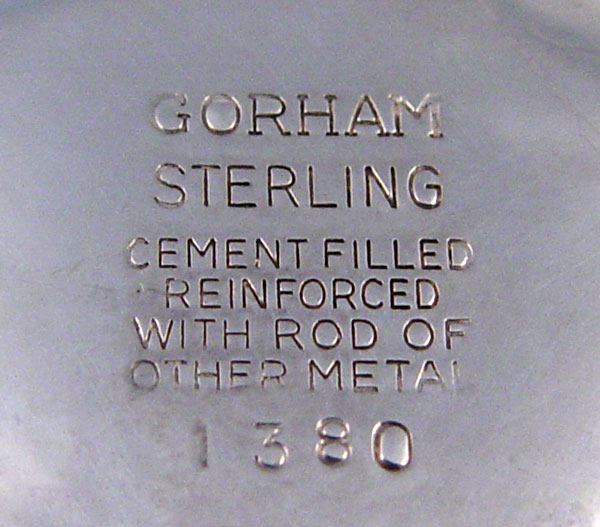 GORHAM
STERLING
CEMENT FILLED
REINFORCED
WITH ROD OF
OTHER METAL
1380